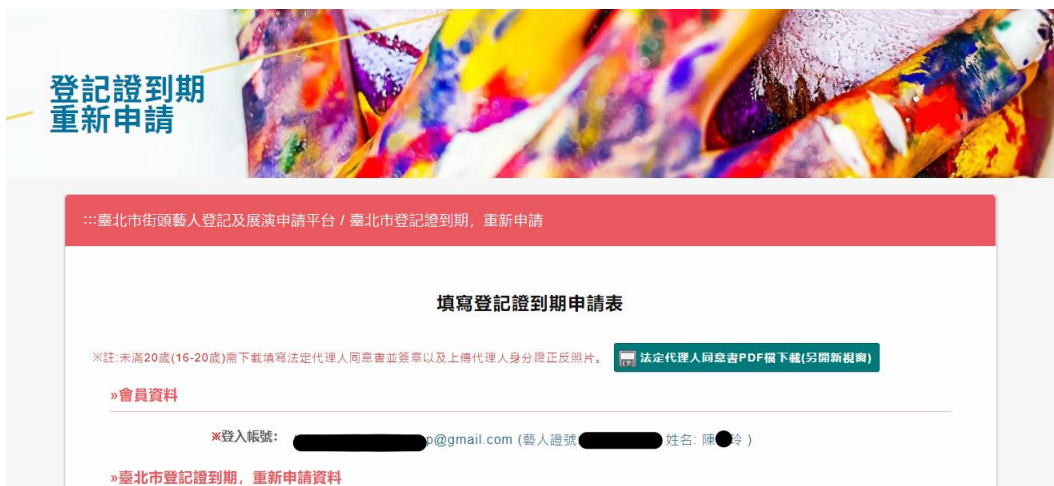 登記證到期
重新申請
:::臺北市街頭藝人登記及展演申請平台 / 臺北市登記證到期，重新申請
填寫登記證到期申請表
※註:未滿20歲(16-20歲)需下載填寫法定代理人同意書並簽章以及上傳代理人身分證正反照片。 法定代理人同意書PDF檔下載(另開新視窗)
»會員資料
※登入帳號： p@gmail.com (藝人證號 姓名: 陳 玲 )
»臺北市登記證到期，重新申請資料